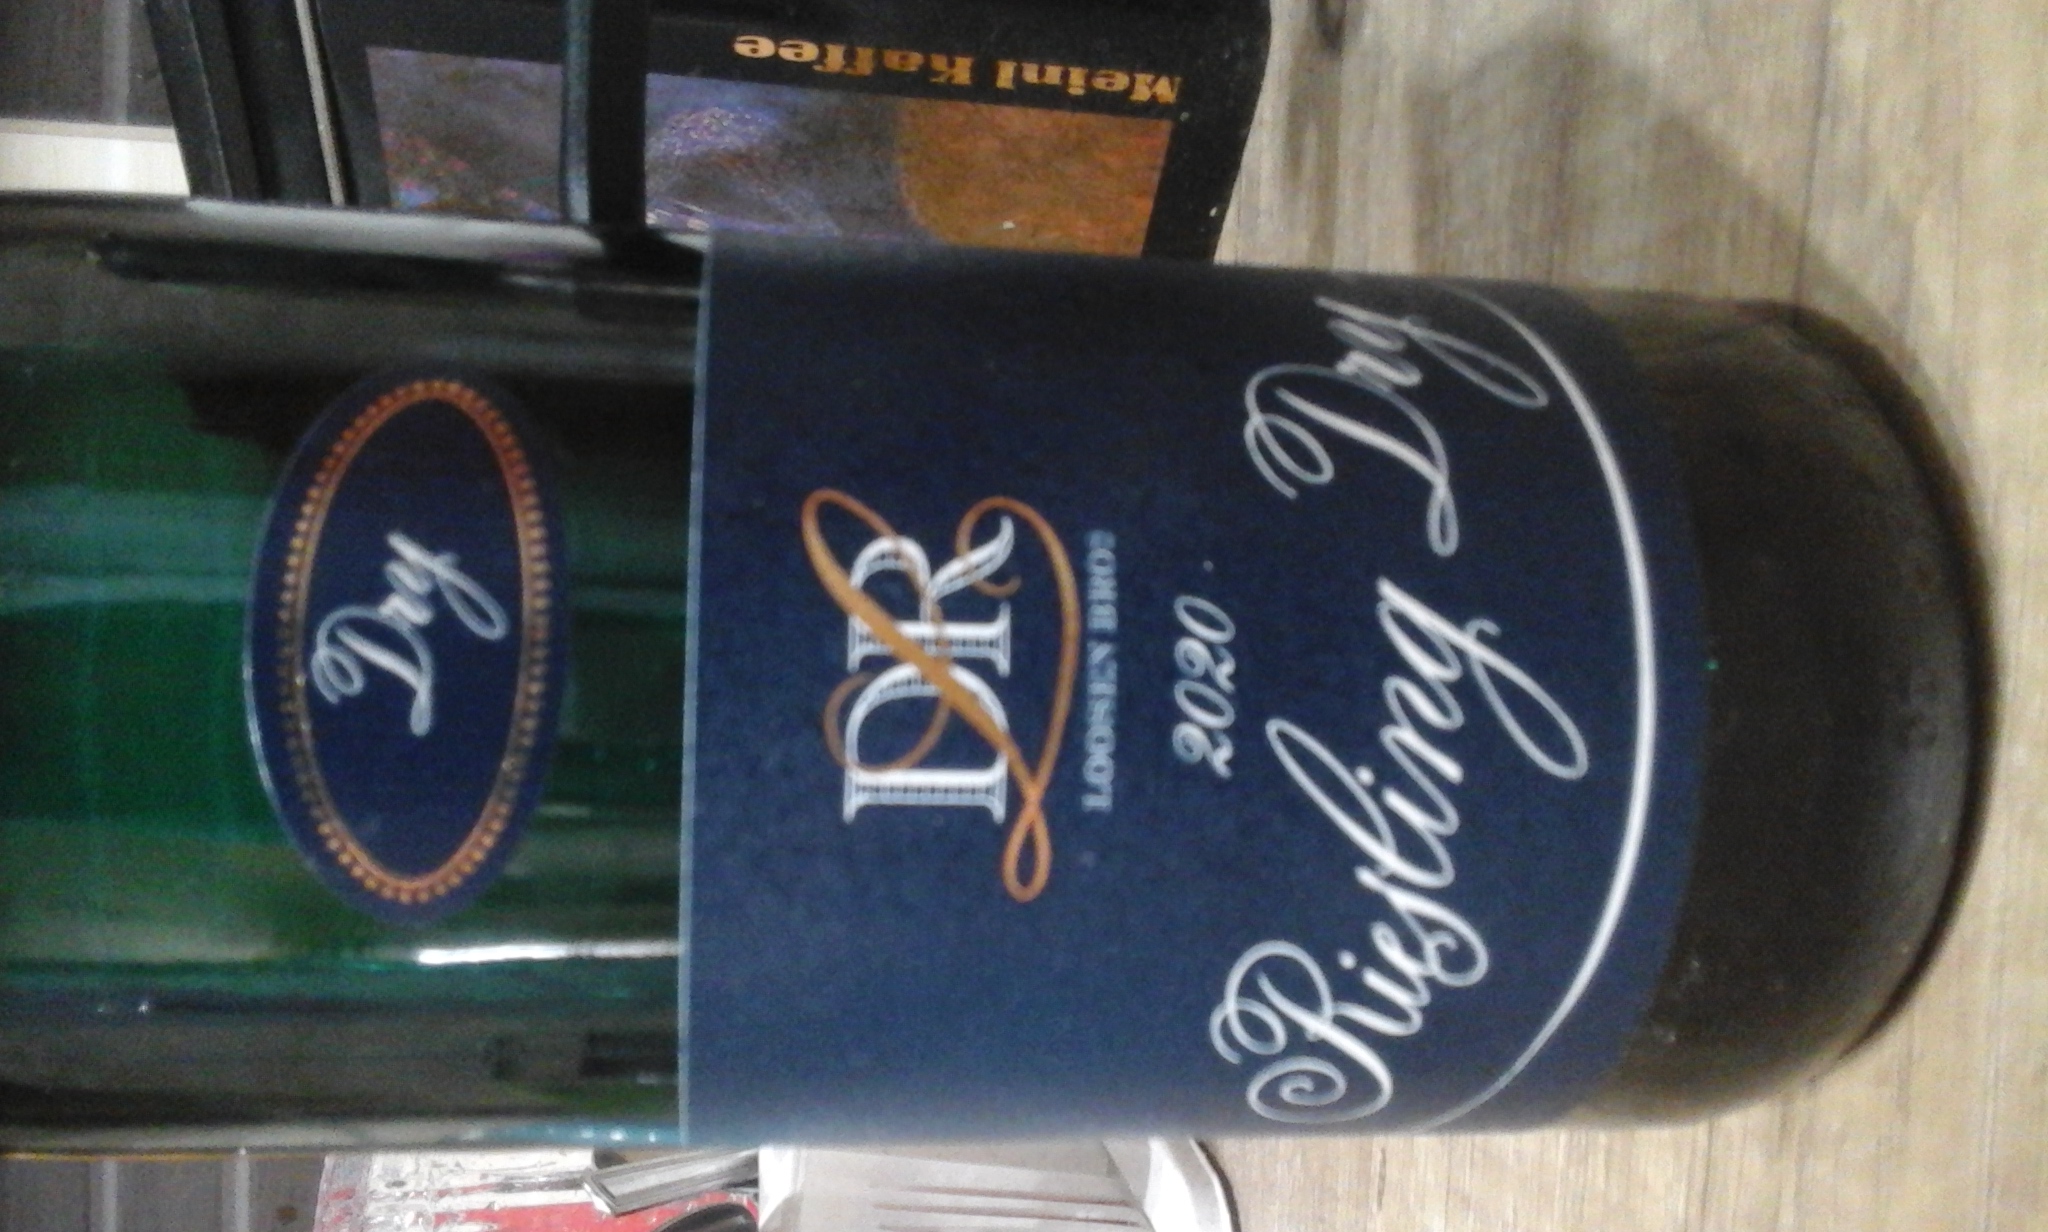 Meinl Kaffee
Dry
DR L
LOOSEN BROS
2020
Riesling Dry